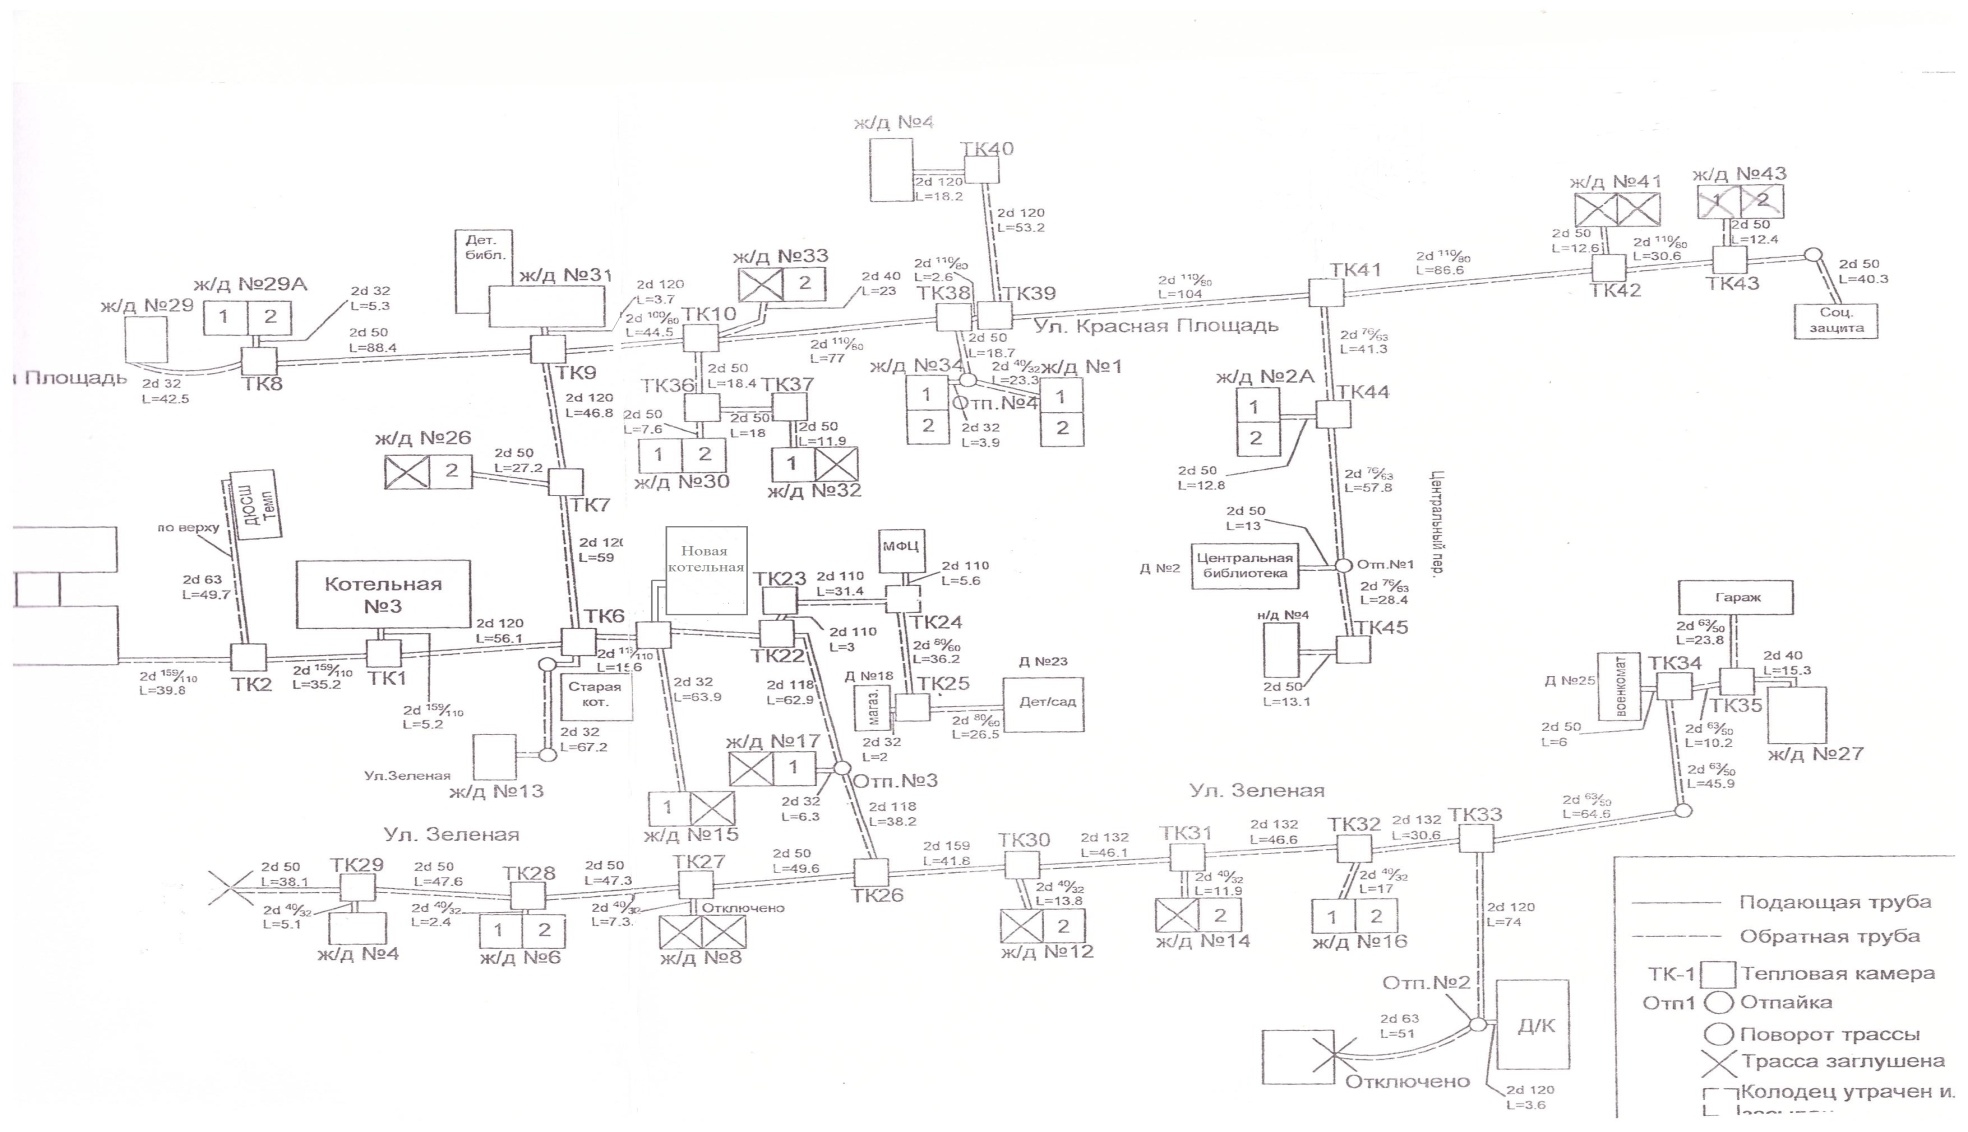 ж/д №4
ТК40
2d 120
L=18.2
2d 120
L=53.2
ж/д №41
ж/д №43
1
2
2d 50
L=12.6
2d 110/80
L=30.6
2d 50
L=12.4
2d 50
L=40.3
ТК42
ТК43
Соц.
защита
Дет.
библ.
ж/д №31
ж/д №33
2
2d 40
L=23
2d 110/80
L=2.6
ТК38
ТК39
2d 110/80
L=104
ТК41
2d 110/80
L=86.6
Ул. Красная Площадь
ж/д №29
ж/д №29А
1
2
2d 32
L=5.3
2d 50
L=88.4
2d 120
L=3.7
2d 100/80
L=44.5
ТК10
2d 110/80
L=77
2d 50
L=18.7
2d 76/63
L=41.3
Площадь
2d 32
L=42.5
ТК8
ТК9
2d 120
L=46.8
ТК36
2d 50
L=18.4
ТК37
2d 50
L=7.6
2d 50
L=18
2d 50
L=11.9
1
2
ж/д №30
1
ж/д №32
ж/д №34
1
2
2d 40/32
L=23.3
ж/д №1
1
2
Отп.№4
2d 32
L=3.9
ж/д №2А
1
2
ТК44
2d 50
L=12.8
2d 76/63
L=57.8
Центральный пер.
ж/д №26
2
2d 50
L=27.2
ТК7
ДЮСШ
Темп
по верху
2d 63
L=49.7
Котельная
№3
2d 120
L=56.1
2d 120
L=59
ТК6
Новая
котельная
ТК23
2d 110
L=31.4
МФЦ
2d 110
L=5.6
ТК24
2d 110
L=3
ТК22
2d 50
L=13
Д №2
Центральная
библиотека
Отп.№1
2d 76/63
L=28.4
н/д №4
ТК45
2d 50
L=13.1
Гараж
2d 63/50
L=23.8
2d 159/110
L=39.8
ТК2
2d 159/110
L=35.2
ТК1
2d 159/110
L=5.2
L=15.6
Старая
кот.
2d 32
L=67.2
2d 32
L=63.9
2d 118
L=62.9
2d 80/60
L=36.2
Д №18
магаз.
ТК25
Д №23
Дет/сад
2d 32
L=2
2d 80/60
L=26.5
Д №25
военкомат
ТК34
2d 40
L=15.3
ТК35
2d 50
L=6
2d 63/50
L=10.2
ж/д №27
2d 63/50
L=45.9
Ул.Зеленая
ж/д №13
ж/д №17
1
Отп.№3
2d 32
L=6.3
2d 118
L=38.2
1
ж/д №15
Ул. Зеленая
Ул. Зеленая
2d 50
L=38.1
ТК29
2d 50
L=47.6
ТК28
2d 50
L=47.3
ТК27
2d 50
L=49.6
ТК26
2d 159
L=41.8
ТК30
2d 132
L=46.1
ТК31
2d 132
L=46.6
ТК32
2d 132
L=30.6
ТК33
2d 63/50
L=64.6
2d 40/32
L=5.1
ж/д №4
2d 40/32
L=2.4
1
2
ж/д №6
2d 40/32
L=7.3
Отключено
ж/д №8
2d 40/32
L=13.8
2
ж/д №12
2d 40/32
L=11.9
2
ж/д №14
2d 40/32
L=17
1
2
ж/д №16
2d 120
L=74
Отп.№2
2d 63
L=51
Д/К
Отключено
2d 120
L=3.6
Подающая труба
Обратная труба
ТК-1
Тепловая камера
Отп1
Отпайка
Поворот трассы
Трасса заглушена
Колодец утрачен и.